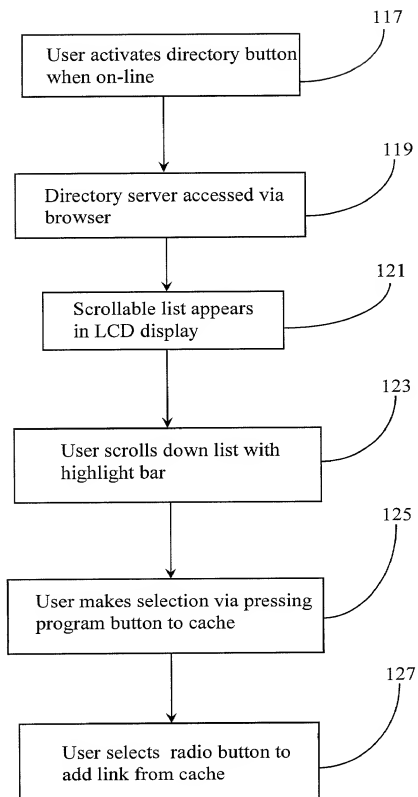 117
User activates directory button
when on-line
119
Directory server accessed via
browser
121
Scrollable list appears
in LCD display
123
User scrolls down list with
highlight bar
125
User makes selection via pressing
program button to cache
127
User selects radio button to
add link from cache